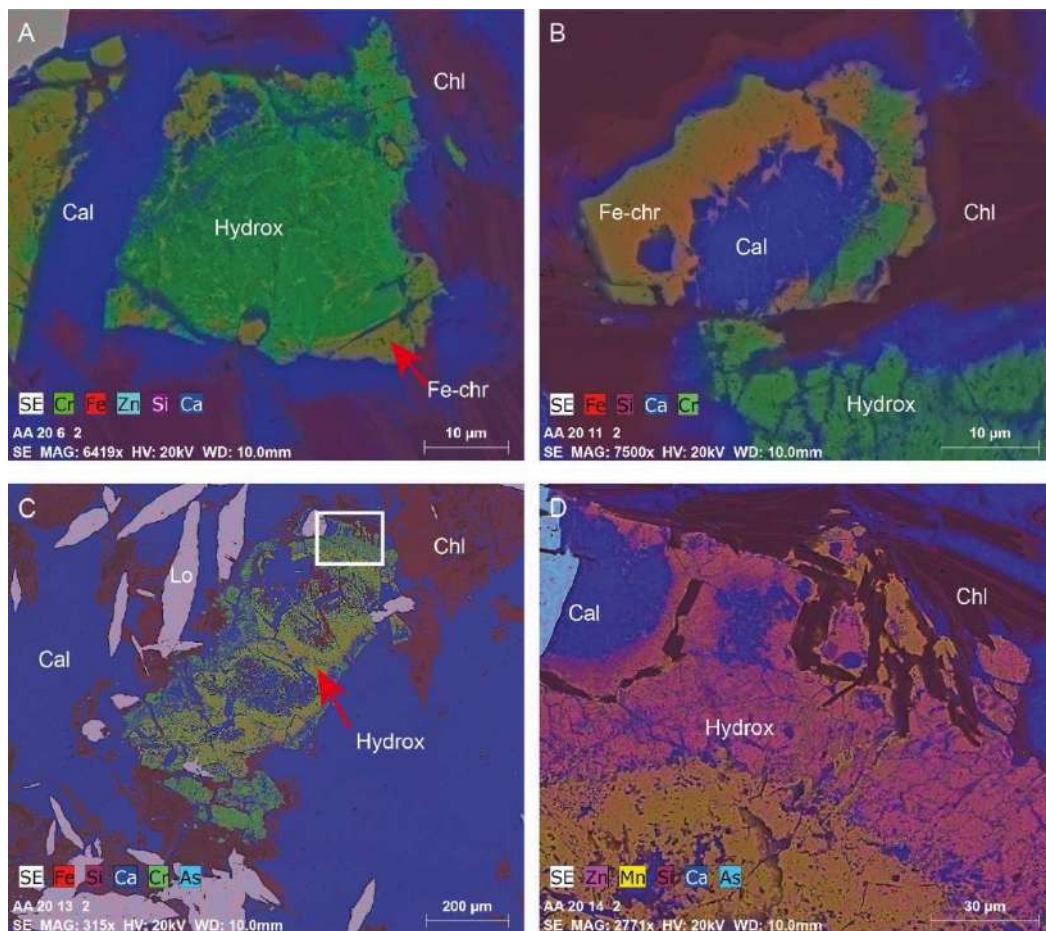 A
Chl
Hydrox
Cal
Fe-chr
SE Cr Fe Zn Si Ca
AA 20 6 2
SE MAG: 6419x HV: 20kV WD: 10.0mm
10 µm
B
Fe-chr
Cal
Chl
Hydrox
SE Fe Si Ca Cr
AA 20 11 2
SE MAG: 7500x HV: 20kV WD: 10.0mm
10 µm
C
Chl
Lo
Cal
Hydrox
SE Fe Si Ca Cr As
AA 20 13 2
SE MAG: 315x HV: 20kV WD: 10.0mm
200 µm
D
Cal
Chl
Hydrox
SE Zn Mn Si Ca As
AA 20 14 2
SE MAG: 2771x HV: 20kV WD: 10.0mm
30 µm